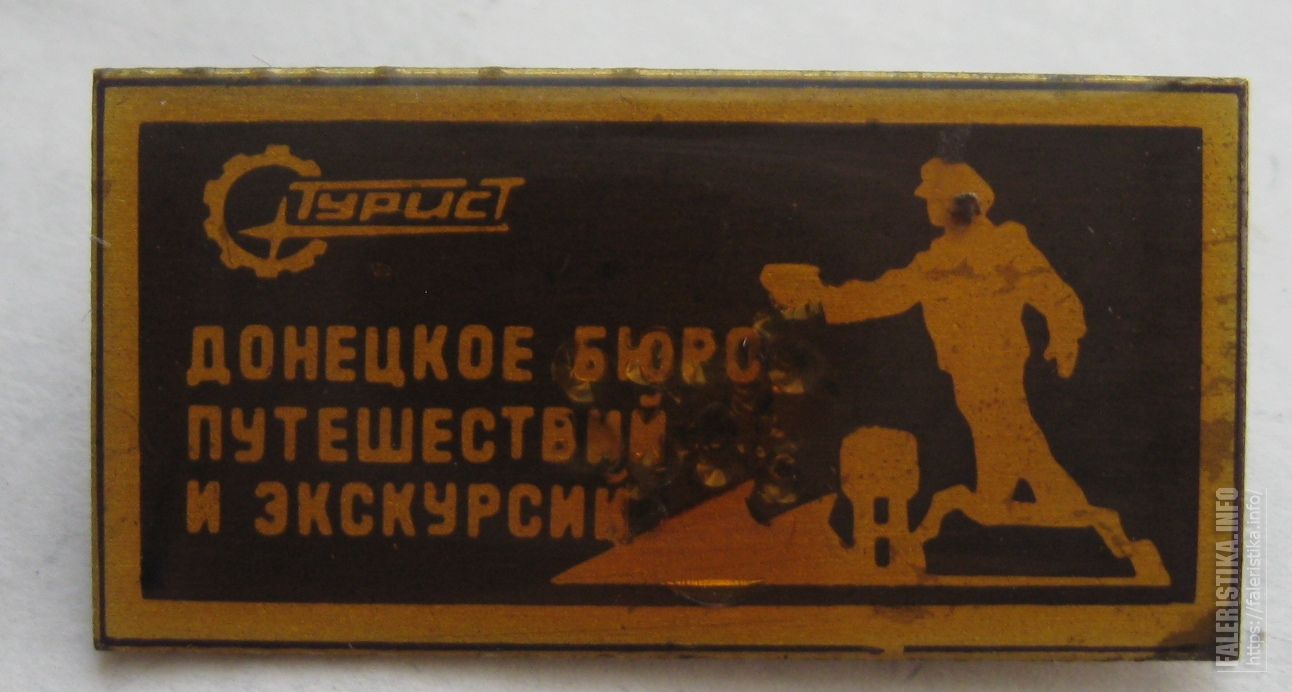 Турист
ДОНЕЦКОЕ БЮРО
ПУТЕШЕСТВИЙ
И ЭКСКУРСИЙ
FALERISTIKA.INFO
https://faleristika.info/